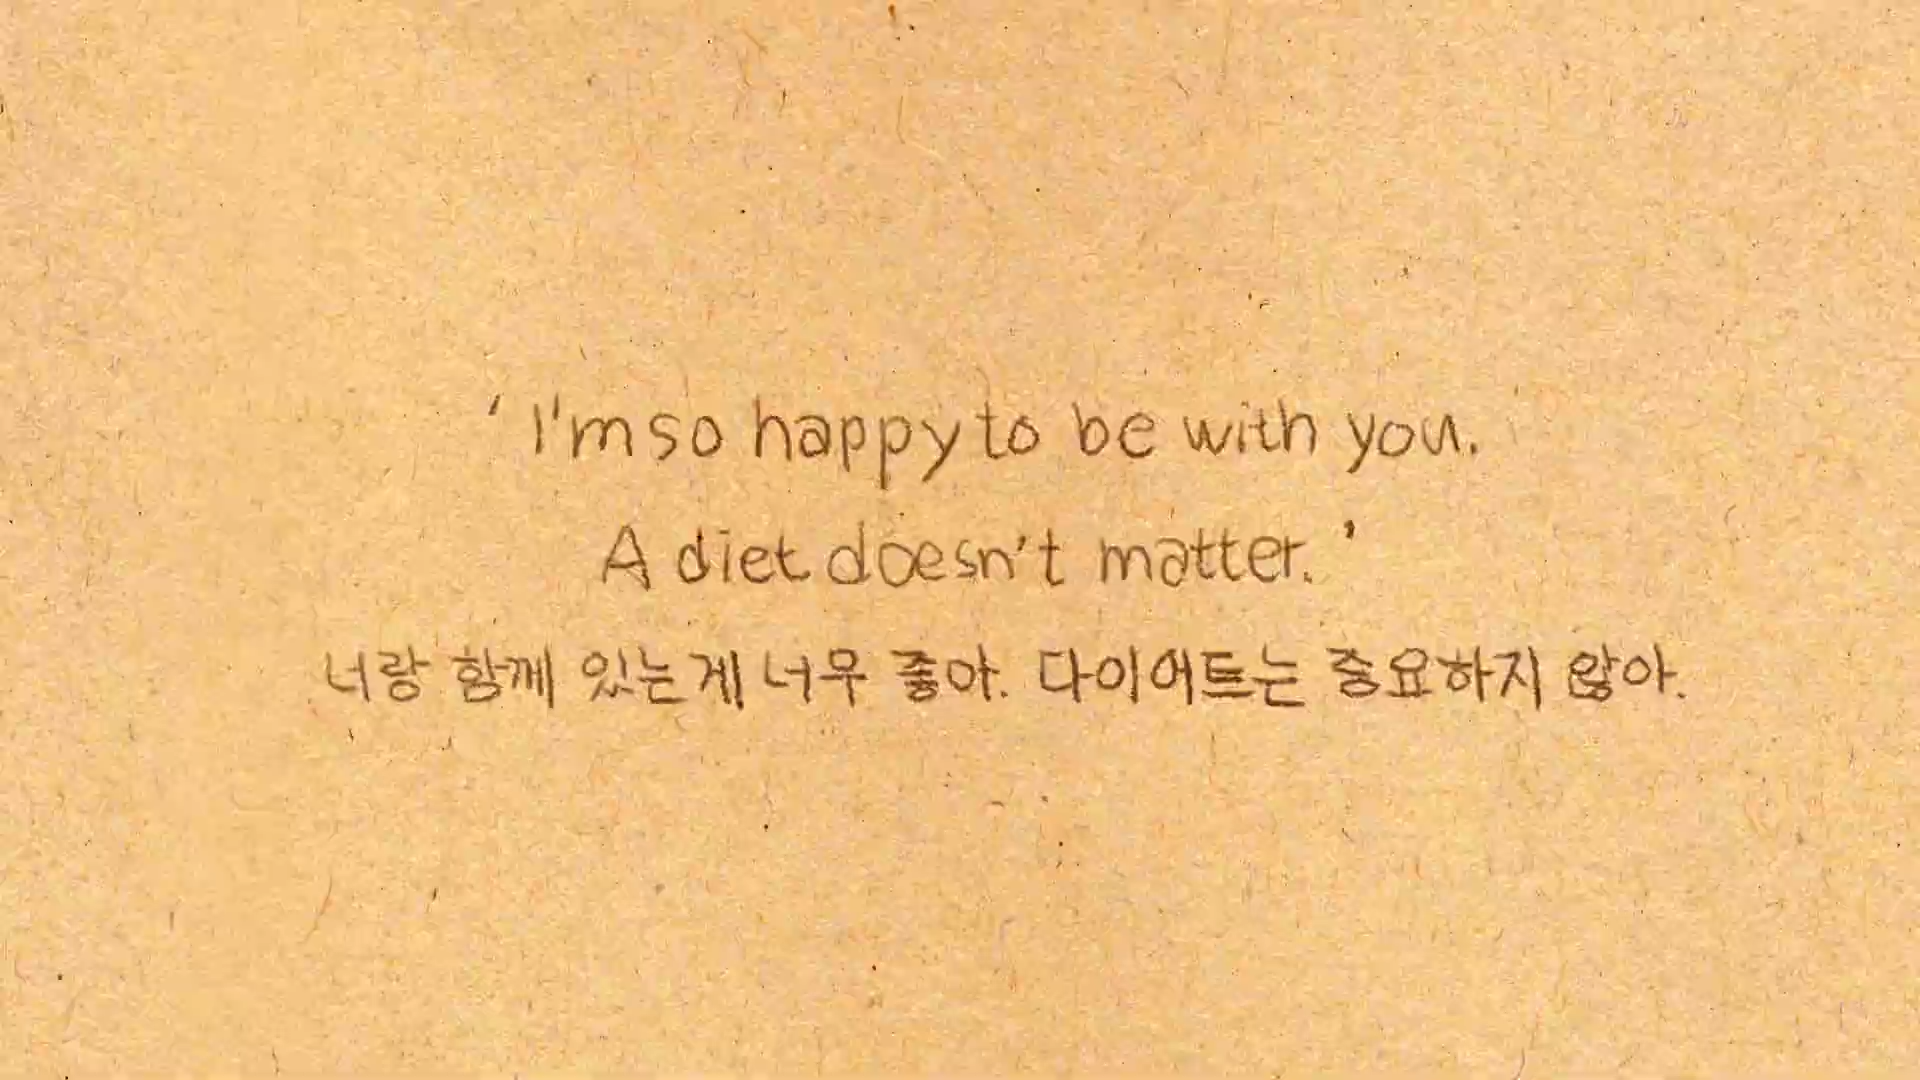 ‘ I'm so happy to be with you.
A diet doesn't matter. ’
너랑 함께 있는게 너무 좋아. 다이어트는 중요하지 않아.